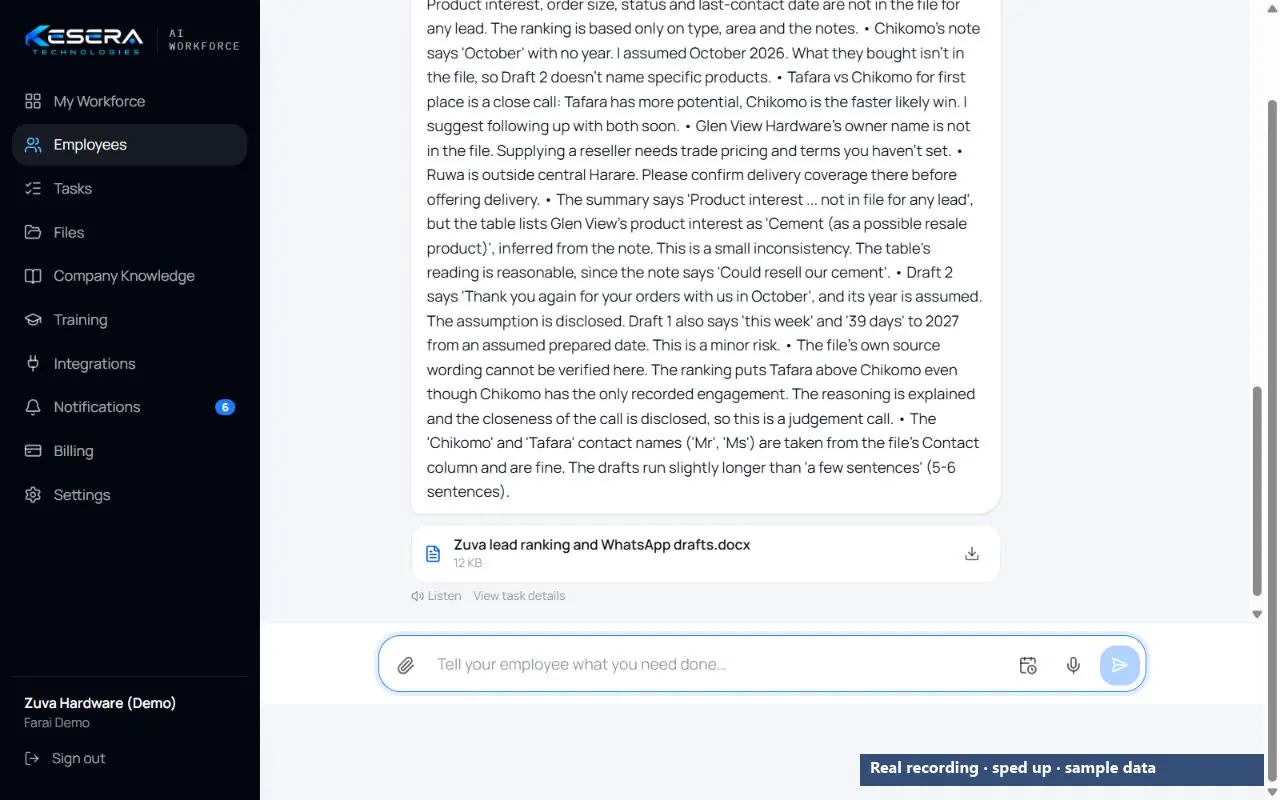 KESERA
TECHNOLOGIES
AI
WORKFORCE
My Workforce
Employees
Tasks
Files
Company Knowledge
Training
Integrations
Notifications
6
Billing
Settings
Zuva Hardware (Demo)
Farai Demo
Sign out
Product interest, order size, status and last-contact date are not in the file for
any lead. The ranking is based only on type, area and the notes. • Chikomo's note
says 'October' with no year. I assumed October 2026. What they bought isn't in
the file, so Draft 2 doesn't name specific products. • Tafara vs Chikomo for first
place is a close call: Tafara has more potential, Chikomo is the faster likely win. I
suggest following up with both soon. • Glen View Hardware's owner name is not
in the file. Supplying a reseller needs trade pricing and terms you haven't set. •
Ruwa is outside central Harare. Please confirm delivery coverage there before
offering delivery. • The summary says 'Product interest ... not in file for any lead',
but the table lists Glen View's product interest as 'Cement (as a possible resale
product)', inferred from the note. This is a small inconsistency. The table's
reading is reasonable, since the note says 'Could resell our cement'. • Draft 2
says 'Thank you again for your orders with us in October', and its year is assumed.
The assumption is disclosed. Draft 1 also says 'this week' and '39 days' to 2027
from an assumed prepared date. This is a minor risk. • The file's own source
wording cannot be verified here. The ranking puts Tafara above Chikomo even
though Chikomo has the only recorded engagement. The reasoning is explained
and the closeness of the call is disclosed, so this is a judgement call. • The
'Chikomo' and 'Tafara' contact names ('Mr', 'Ms') are taken from the file's Contact
column and are fine. The drafts run slightly longer than 'a few sentences' (5-6
sentences).
Zuva lead ranking and WhatsApp drafts.docx
12 KB
Listen View task details
Tell your employee what you need done...
Real recording · sped up · sample data